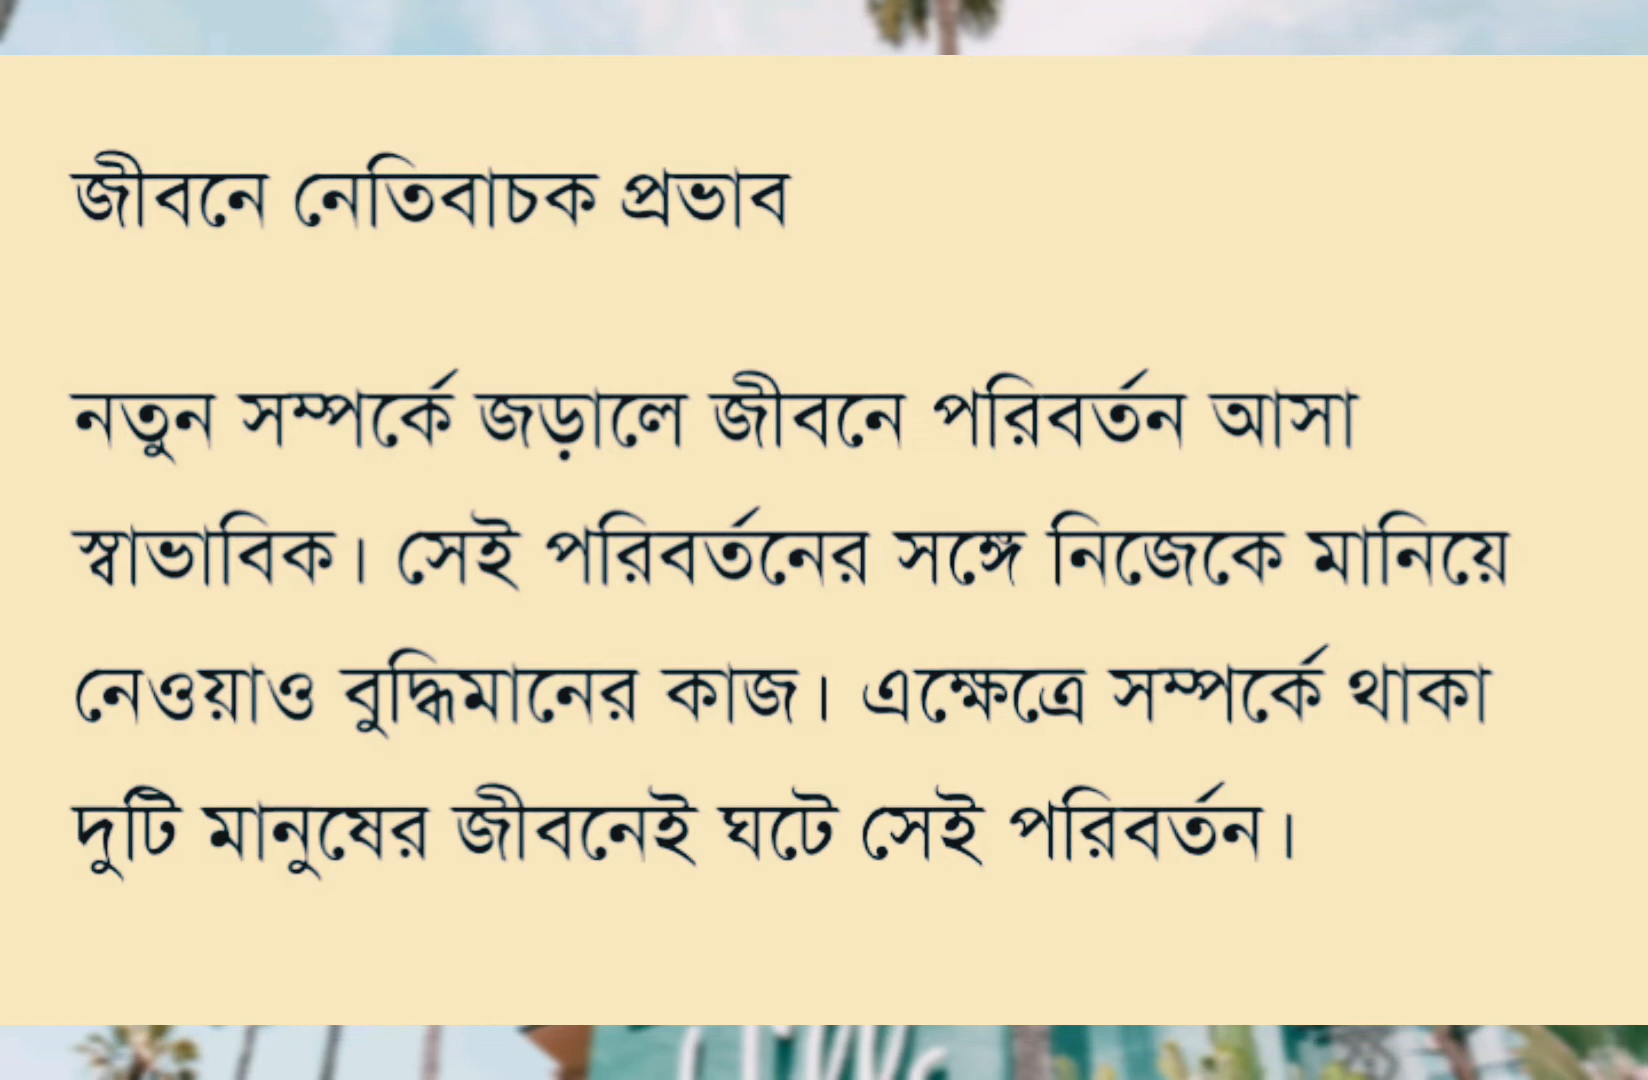 জীবনে নেতিবাচক প্রভাব
নতুন সম্পর্কে জড়ালে জীবনে পরিবর্তন আসা
স্বাভাবিক। সেই পরিবর্তনের সঙ্গে নিজেকে মানিয়ে
নেওয়াও বুদ্ধিমানের কাজ। এক্ষেত্রে সম্পর্কে থাকা
দুটি মানুষের জীবনেই ঘটে সেই পরিবর্তন।